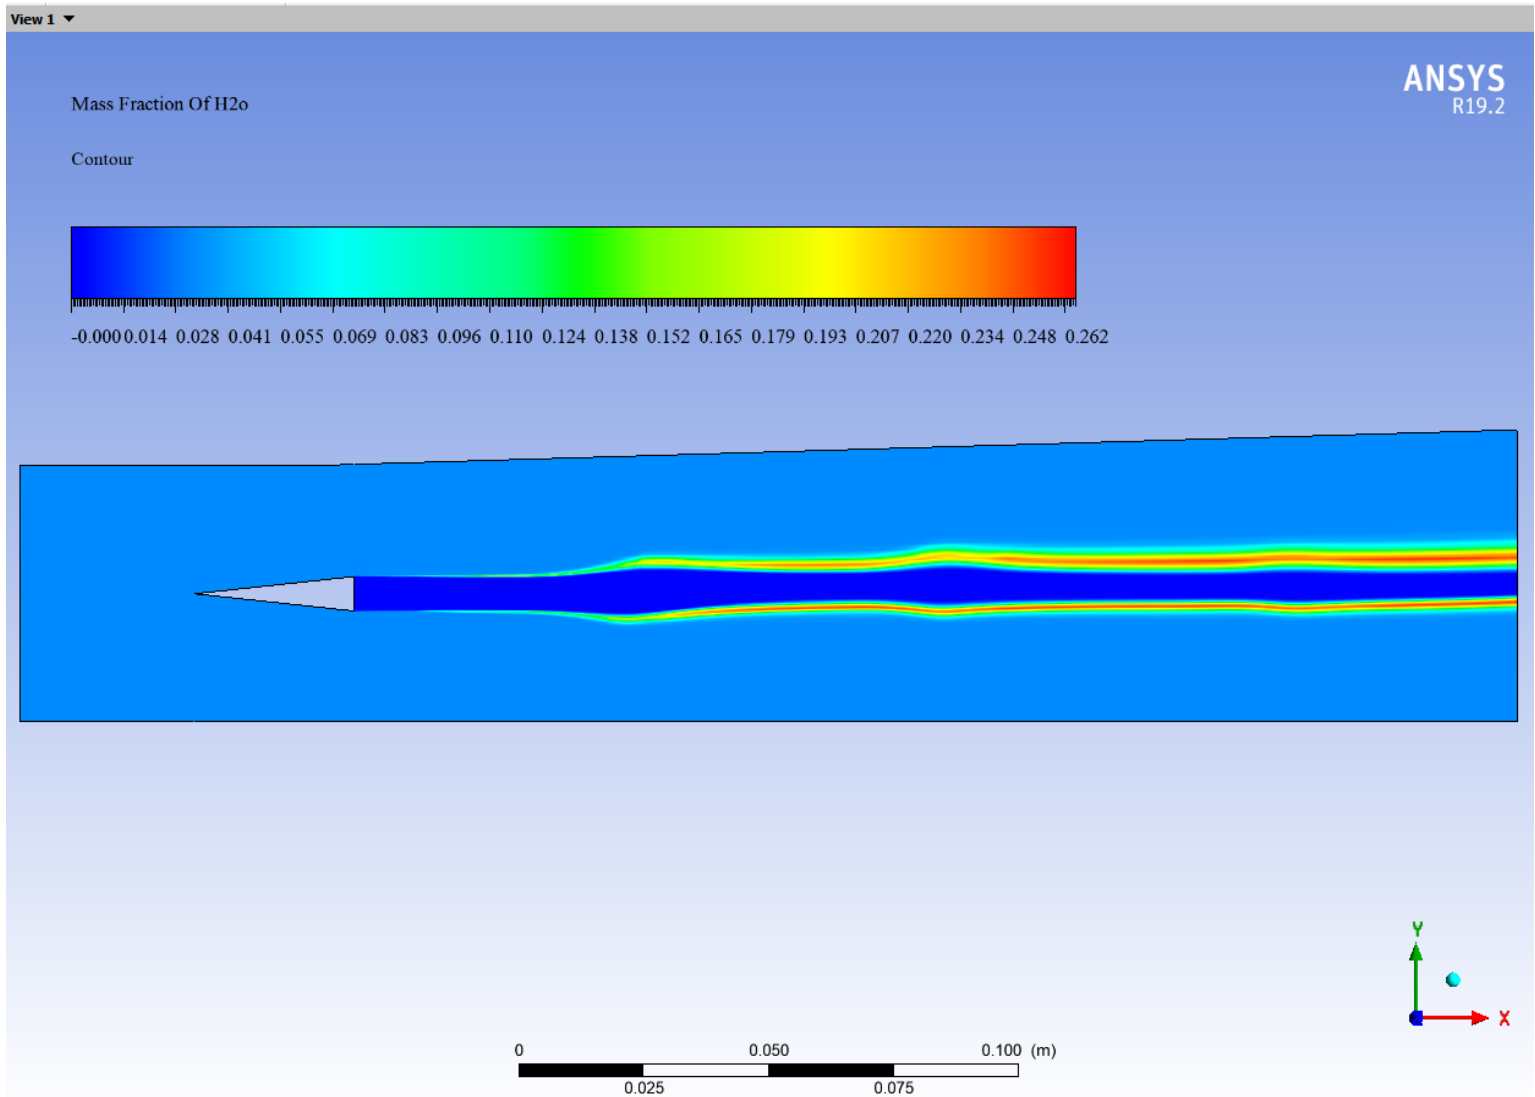 View 1
ANSYS
R19.2
Mass Fraction Of H2o
Contour
-0.000 0.014 0.028 0.041 0.055 0.069 0.083 0.096 0.110 0.124 0.138 0.152 0.165 0.179 0.193 0.207 0.220 0.234 0.248 0.262
Y
X
0 0.050 0.100 (m)
0.025 0.075